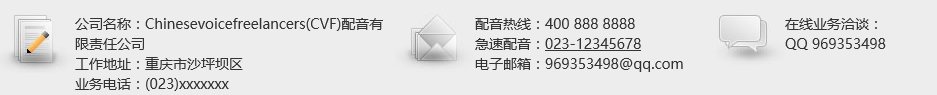 公司名称：Chinesevoicefreelancers(CVF)配音有
限责任公司
工作地址：重庆市沙坪坝区
业务电话：(023)xxxxxxx
配音热线：400 888 8888
急速配音：023-12345678
电子邮箱：969353498@qq.com
在线业务洽谈：
QQ 969353498